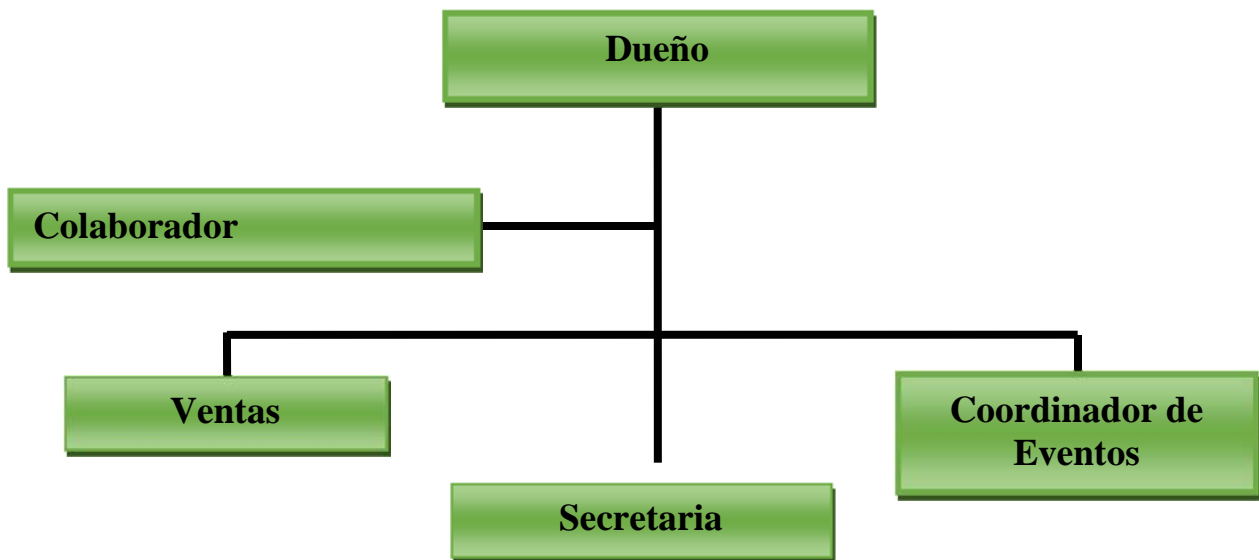 Dueño
Colaborador
Ventas
Coordinador de
Eventos
Secretaria